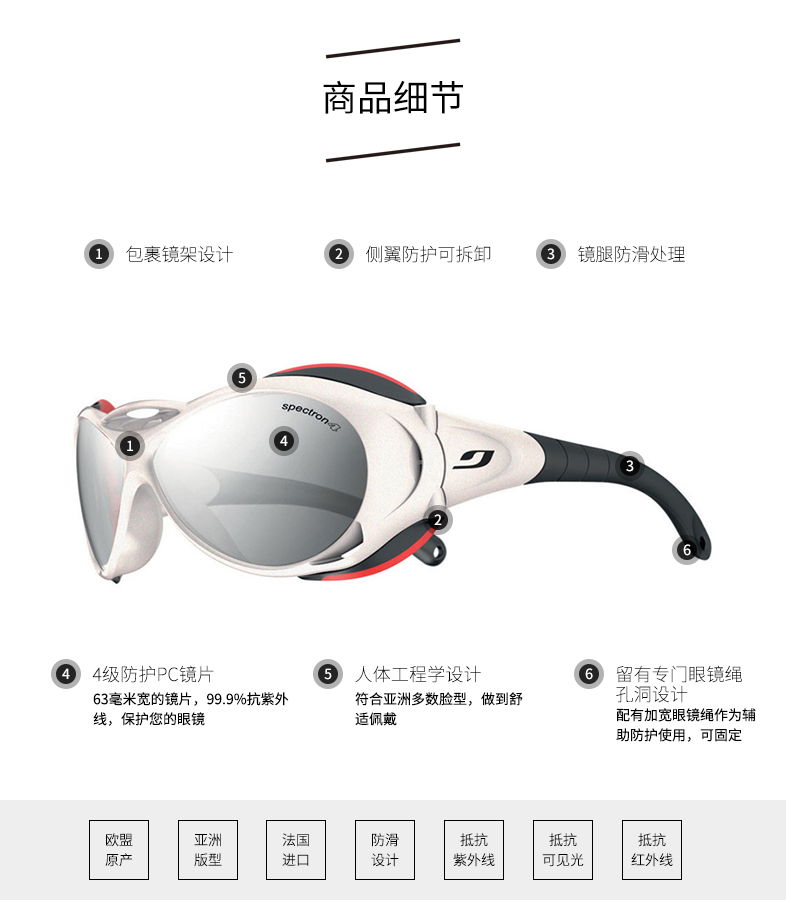 商品细节
1 包裹镜架设计
2 侧翼防护可拆卸
3 镜腿防滑处理
5
spectron4
4
1
3
2
6
4 4级防护PC镜片
63毫米宽的镜片，99.9%抗紫外
线，保护您的眼镜
5 人体工程学设计
符合亚洲多数脸型，做到舒
适佩戴
6 留有专门眼镜绳
孔洞设计
配有加宽眼镜绳作为辅
助防护使用，可固定
欧盟
原产
亚洲
版型
法国
进口
防滑
设计
抵抗
紫外线
抵抗
可见光
抵抗
红外线